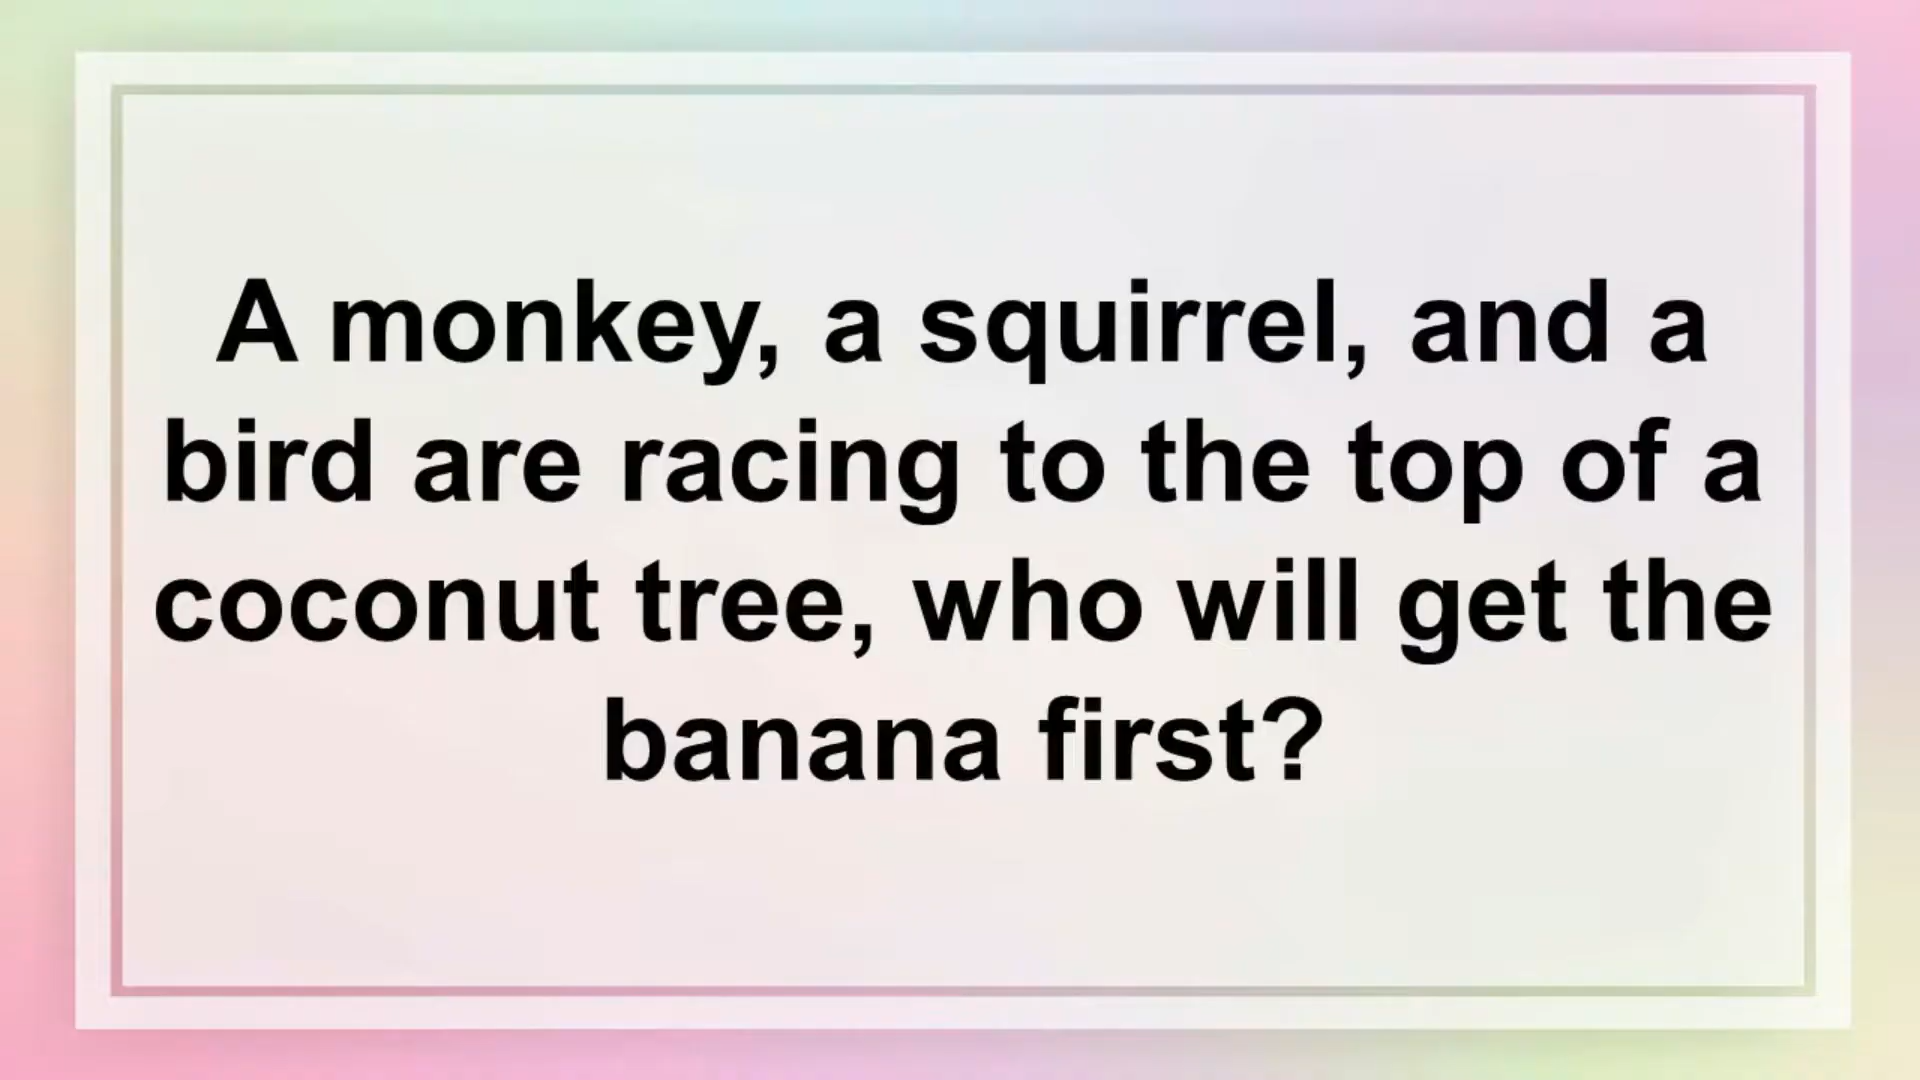 A monkey, a squirrel, and a
bird are racing to the top of a
coconut tree, who will get the
banana first?